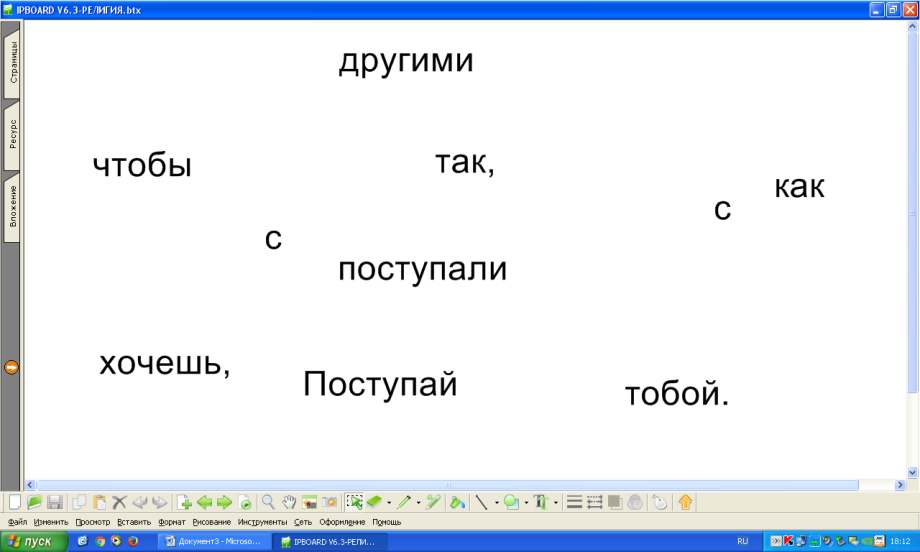 IPBOARD V6.3-РЕЛИГИЯ.btx
Страницы
Ресурс
Вложение
другими
чтобы
так,
как
с
с
поступали
хочешь,
Поступай
тобой.
Файл Изменить Просмотр Вставить Формат Рисование Инструменты Сеть Оформление Помощь
пуск
Документ3 - Microso...
IPBOARD V6.3-РЕЛИ...
RU
18:12